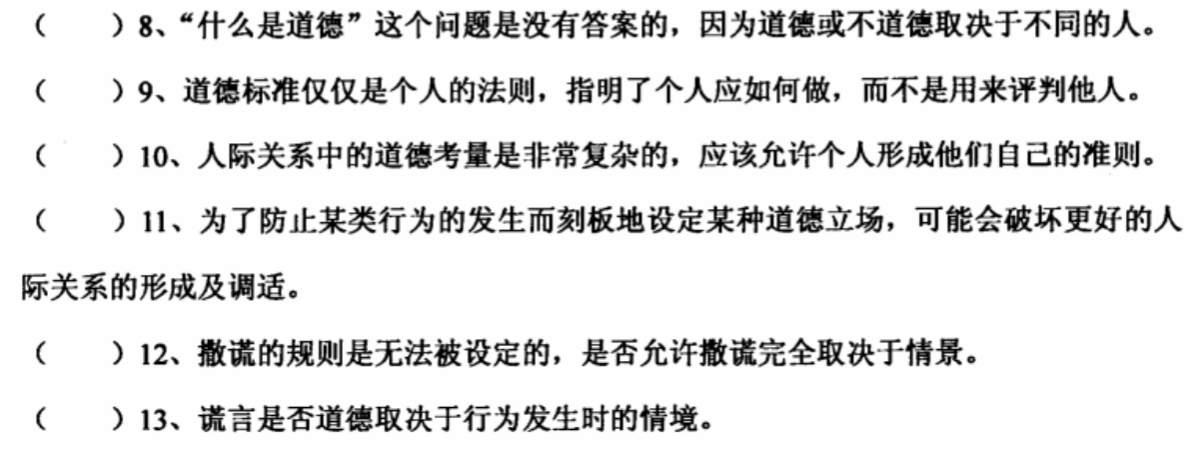 （　　）8、“什么是道德”这个问题是没有答案的，因为道德或不道德取决于不同的人。
（　　）9、道德标准仅仅是个人的法则，指明了个人应如何做，而不是用来评判他人。
（　　）10、人际关系中的道德考量是非常复杂的，应该允许个人形成他们自己的准则。
（　　）11、为了防止某类行为的发生而刻板地设定某种道德立场，可能会破坏更好的人
际关系的形成及调适。
（　　）12、撒谎的规则是无法被设定的，是否允许撒谎完全取决于情景。
（　　）13、谎言是否道德取决于行为发生时的情境。